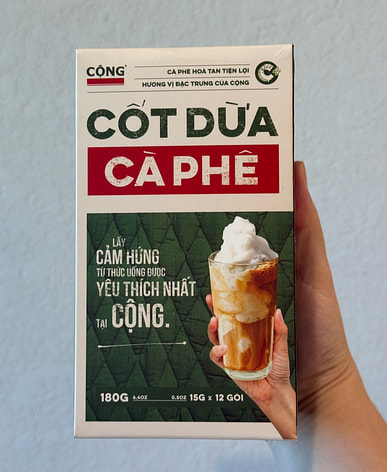 CỘNG
CÀ PHÊ HOÀ TAN TIỆN LỢI
HƯƠNG VỊ ĐẶC TRƯNG CỦA CỘNG
CỐT DỪA
CÀ PHÊ
LẤY
CẢM HỨNG
TỪ THỨC UỐNG ĐƯỢC
YÊU THÍCH NHẤT
TẠI CỘNG.
180G 6.4OZ 0.5OZ 15G x 12 GÓI